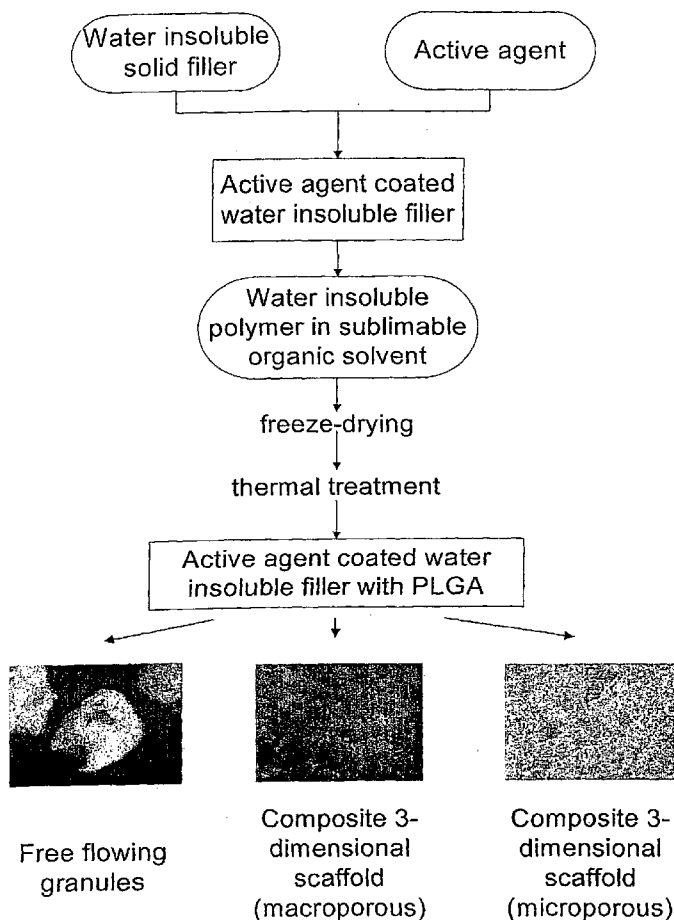 Water insoluble
solid filler
Active agent
Active agent coated
water insoluble filler
Water insoluble
polymer in sublimable
organic solvent
freeze-drying
thermal treatment
Active agent coated water
insoluble filler with PLGA
Free flowing
granules
Composite 3-
dimensional
scaffold
(macroporous)
Composite 3-
dimensional
scaffold
(microporous)